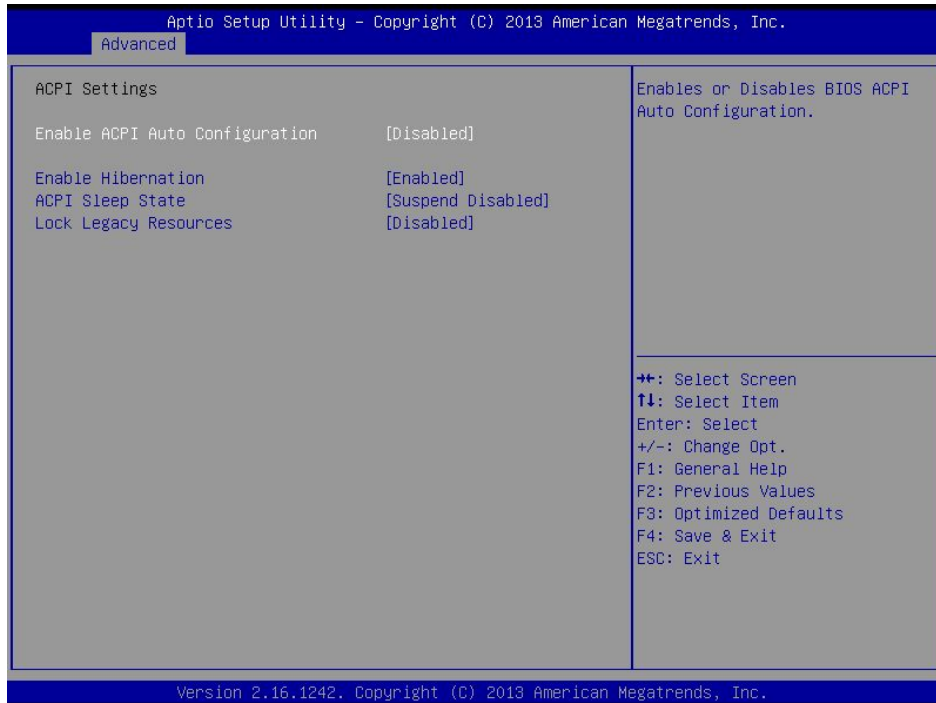 Aptio Setup Utility – Copyright (C) 2013 American Megatrends, Inc.
Advanced
ACPI Settings
Enable ACPI Auto Configuration [Disabled]
Enable Hibernation [Enabled]
ACPI Sleep State [Suspend Disabled]
Lock Legacy Resources [Disabled]
Enables or Disables BIOS ACPI
Auto Configuration.
→←: Select Screen
↑↓: Select Item
Enter: Select
+/-: Change Opt.
F1: General Help
F2: Previous Values
F3: Optimized Defaults
F4: Save & Exit
ESC: Exit
Version 2.16.1242. Copyright (C) 2013 American Megatrends, Inc.